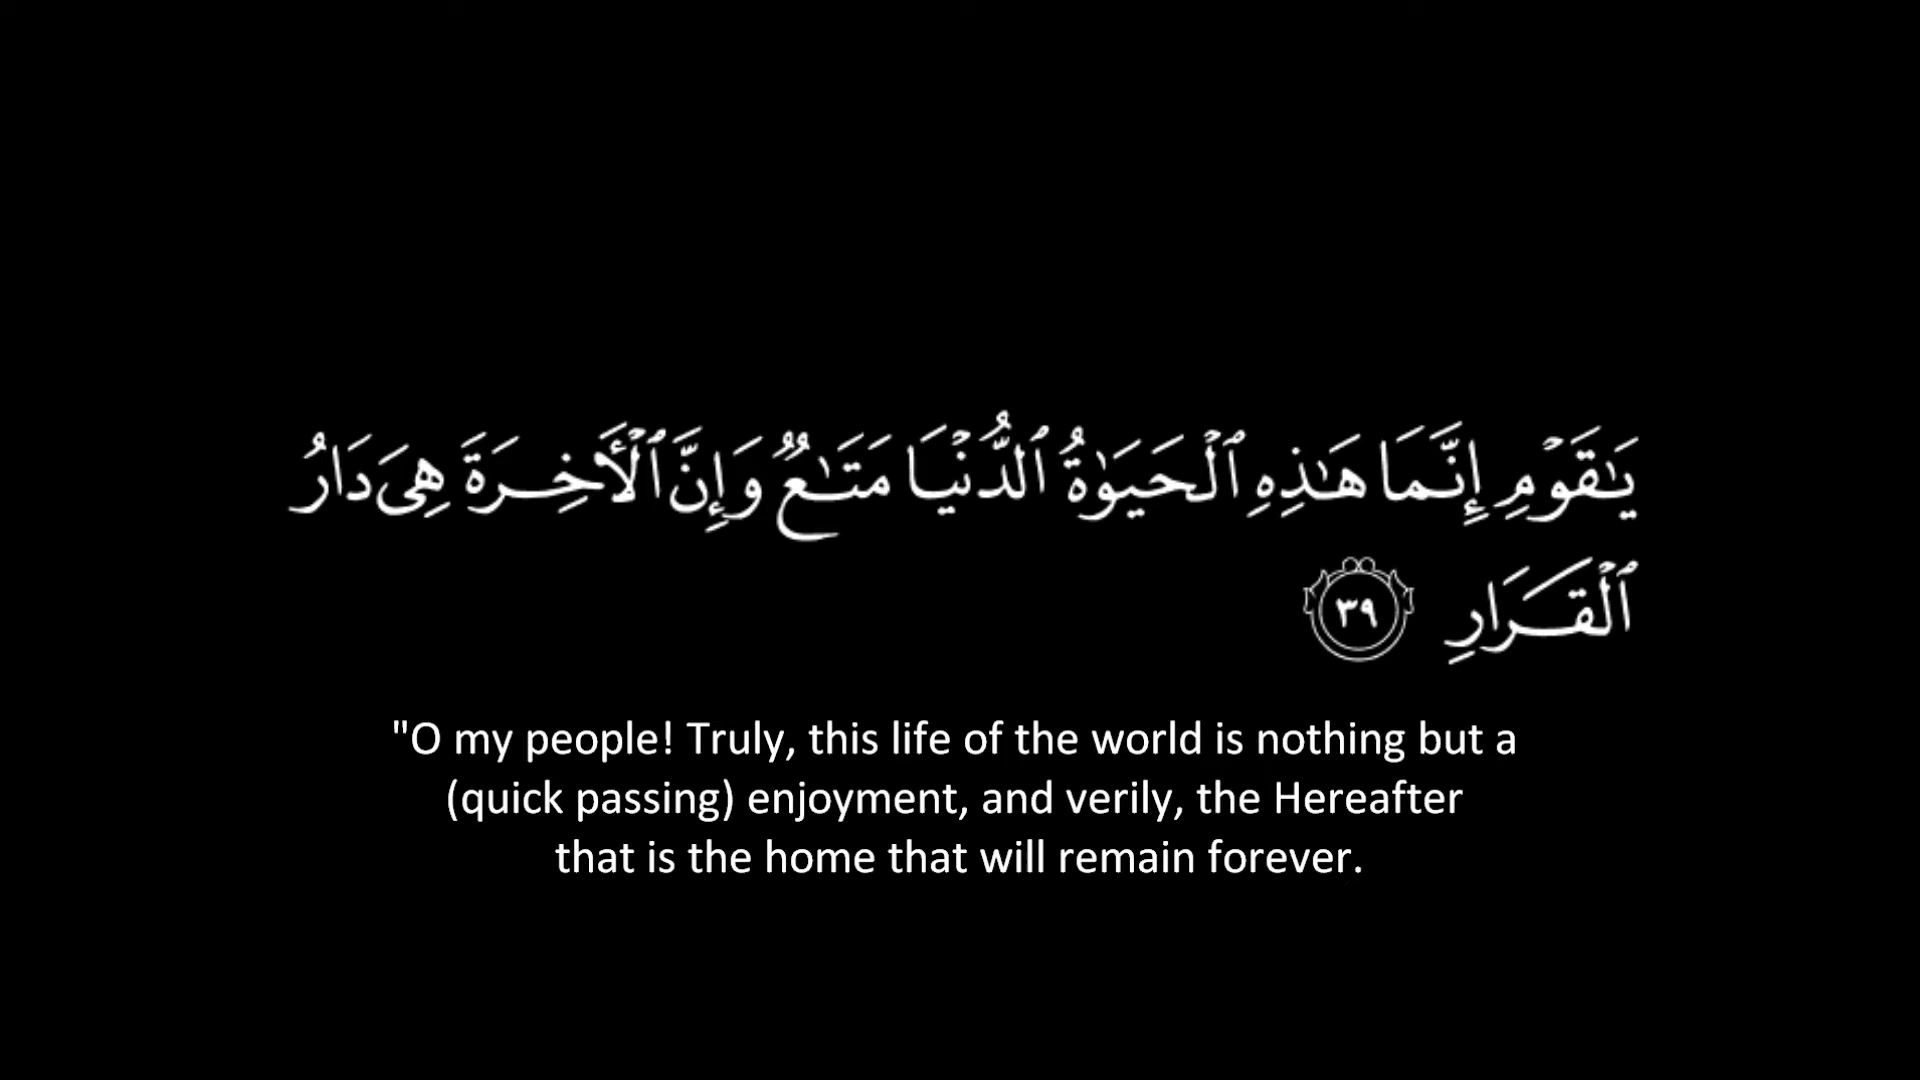 يَٰقَوْمِ إِنَّمَا هَٰذِهِ ٱلْحَيَوٰةُ ٱلدُّنْيَا مَتَٰعٌ وَإِنَّ ٱلْأَخِرَةَ هِىَ دَارُ
ٱلْقَرَارِ ٣٩
"O my people! Truly, this life of the world is nothing but a
(quick passing) enjoyment, and verily, the Hereafter
that is the home that will remain forever.